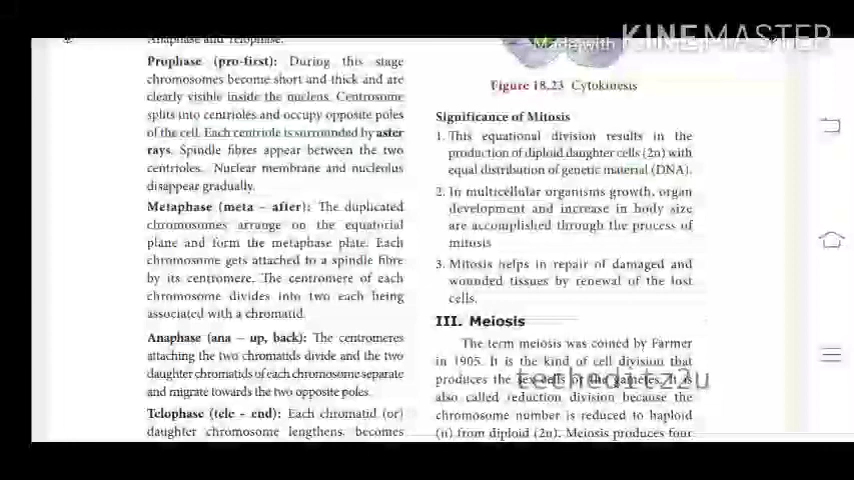 Anaphase and Telophase.
Prophase (pro-first): During this stage
chromosomes become short and thick and are
clearly visible inside the nucleus. Centrosome
splits into centrioles and occupy opposite poles
of the cell. Each centriole is surrounded by aster
rays. Spindle fibres appear between the two
centrioles. Nuclear membrane and nucleolus
disappear gradually.
Metaphase (meta – after): The duplicated
chromosomes arrange on the equatorial
plane and form the metaphase plate. Each
chromosome gets attached to a spindle fibre
by its centromere. The centromere of each
chromosome divides into two each being
associated with a chromatid.
Anaphase (ana – up, back): The centromeres
attaching the two chromatids divide and the two
daughter chromatids of each chromosome separate
and migrate towards the two opposite poles.
Telophase (tele - end): Each chromatid (or)
daughter chromosome lengthens, becomes
Made with KINEMASTER
Figure 18.23 Cytokinesis
Significance of Mitosis
1. This equational division results in the
production of diploid daughter cells (2n) with
equal distribution of genetic material (DNA).
2. In multicellular organisms growth, organ
development and increase in body size
are accomplished through the process of
mitosis
3. Mitosis helps in repair of damaged and
wounded tissues by renewal of the lost
cells.
III. Meiosis
The term meiosis was coined by Farmer
in 1905. It is the kind of cell division that
produces the sex cells or the gametes. It is
techeditz2u
also called reduction division because the
chromosome number is reduced to haploid
(n) from diploid (2n). Meiosis produces four